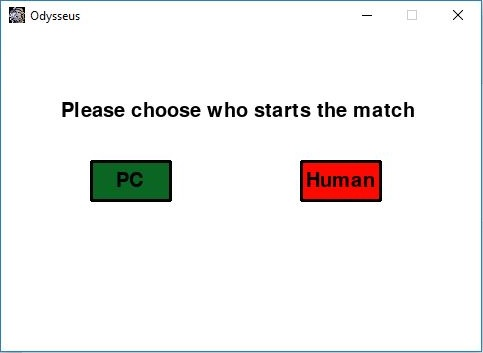 Odysseus
Please choose who starts the match
PC
Human